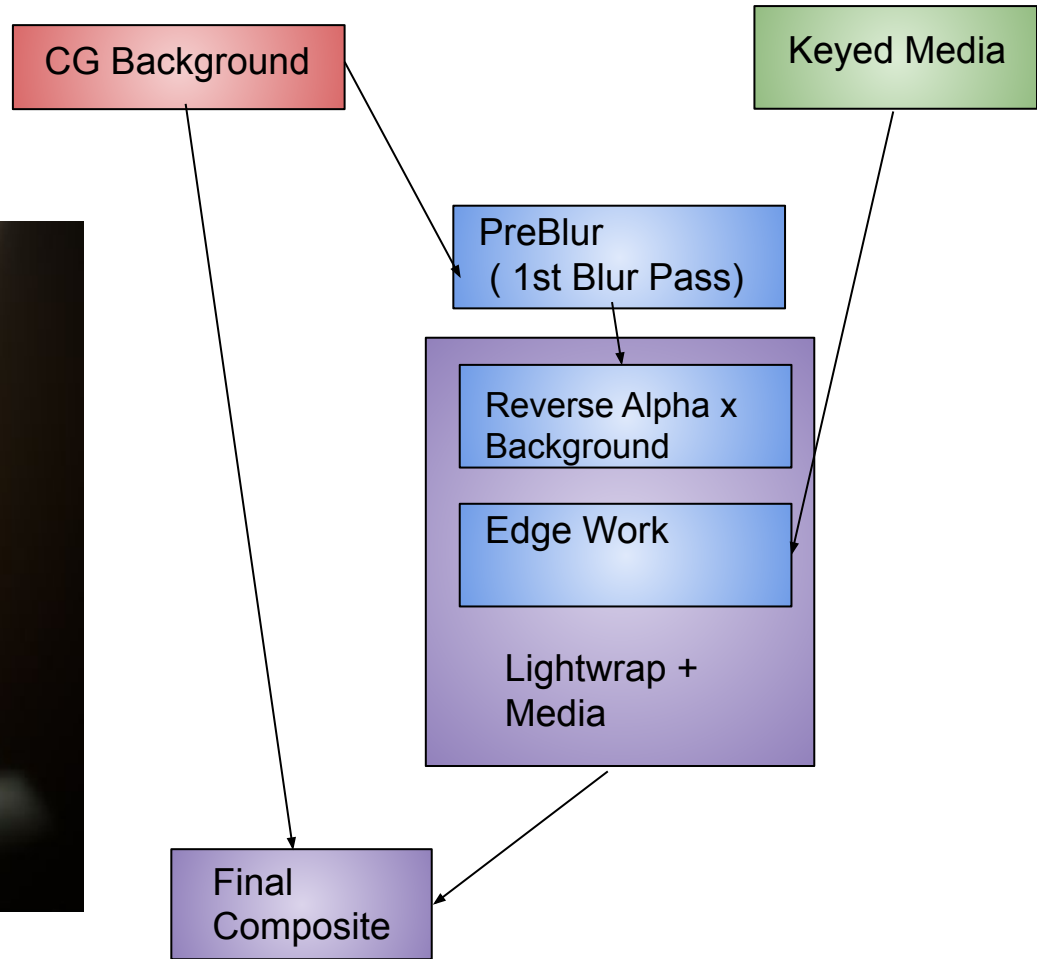 CG Background
Keyed Media
PreBlur
( 1st Blur Pass)
Reverse Alpha x
Background
Edge Work
Lightwrap +
Media
Final
Composite